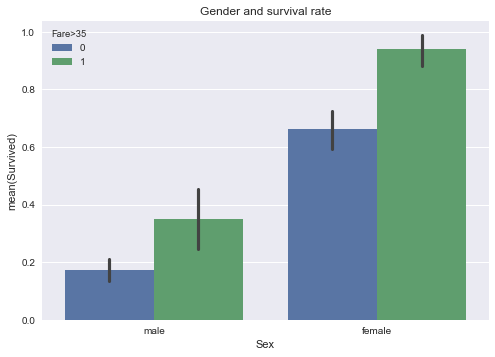 Gender and survival rate
Fare>35
0
1
1.0
0.8
0.6
0.4
0.2
0.0
mean(Survived)
male
female
Sex